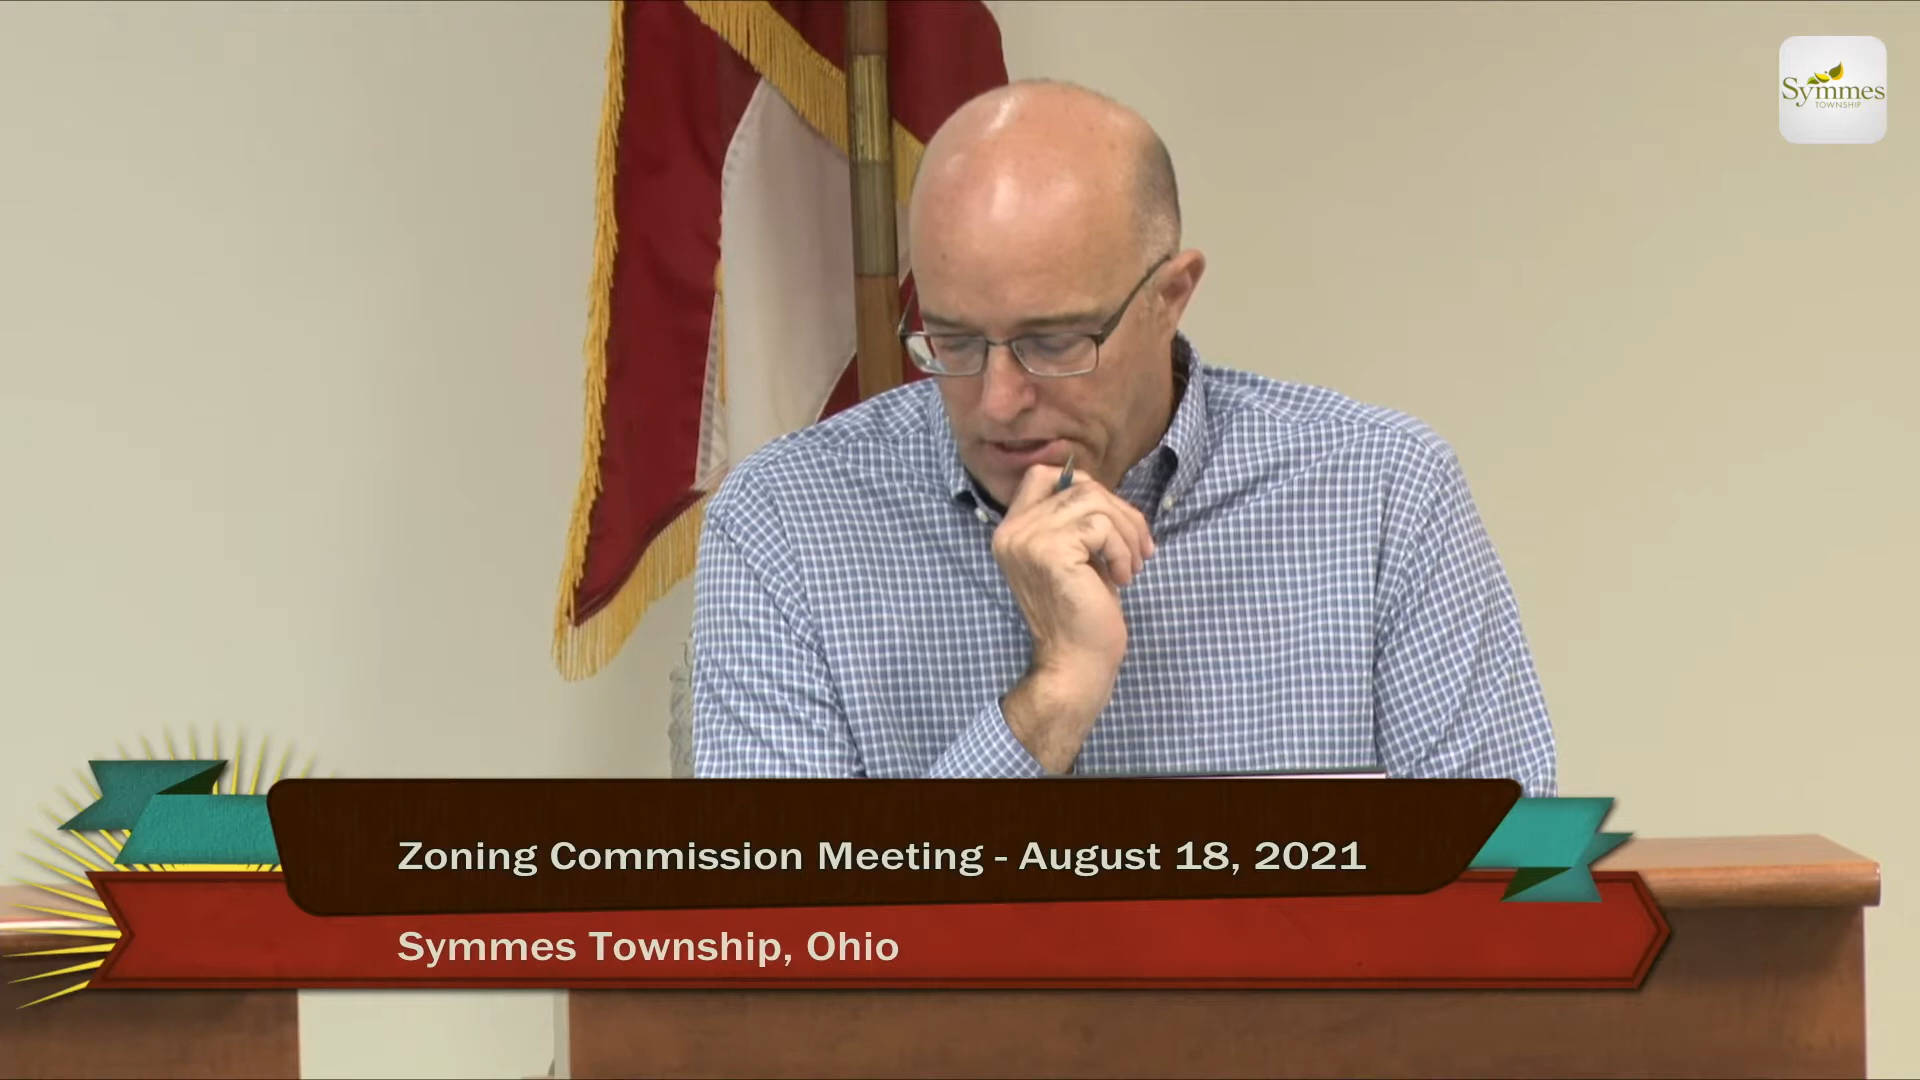 Symmes
TOWNSHIP
Zoning Commission Meeting - August 18, 2021
Symmes Township, Ohio